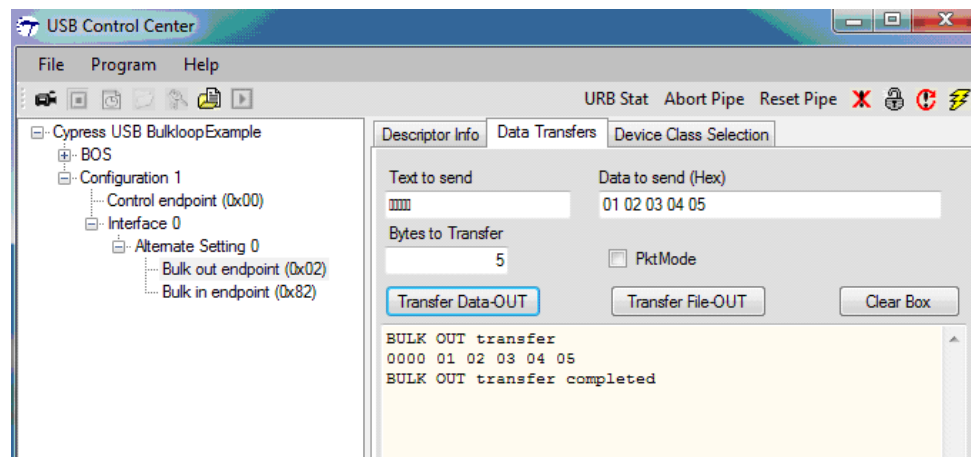 USB Control Center
File Program Help
URB Stat Abort Pipe Reset Pipe
Cypress USB BulkloopExample
BOS
Configuration 1
Control endpoint (0x00)
Interface 0
Alternate Setting 0
Bulk out endpoint (0x02)
Bulk in endpoint (0x82)
Descriptor Info Data Transfers Device Class Selection
Text to send Data to send (Hex)
01 02 03 04 05
Bytes to Transfer
5 PktMode
Transfer Data-OUT Transfer File-OUT Clear Box
BULK OUT transfer
0000 01 02 03 04 05
BULK OUT transfer completed